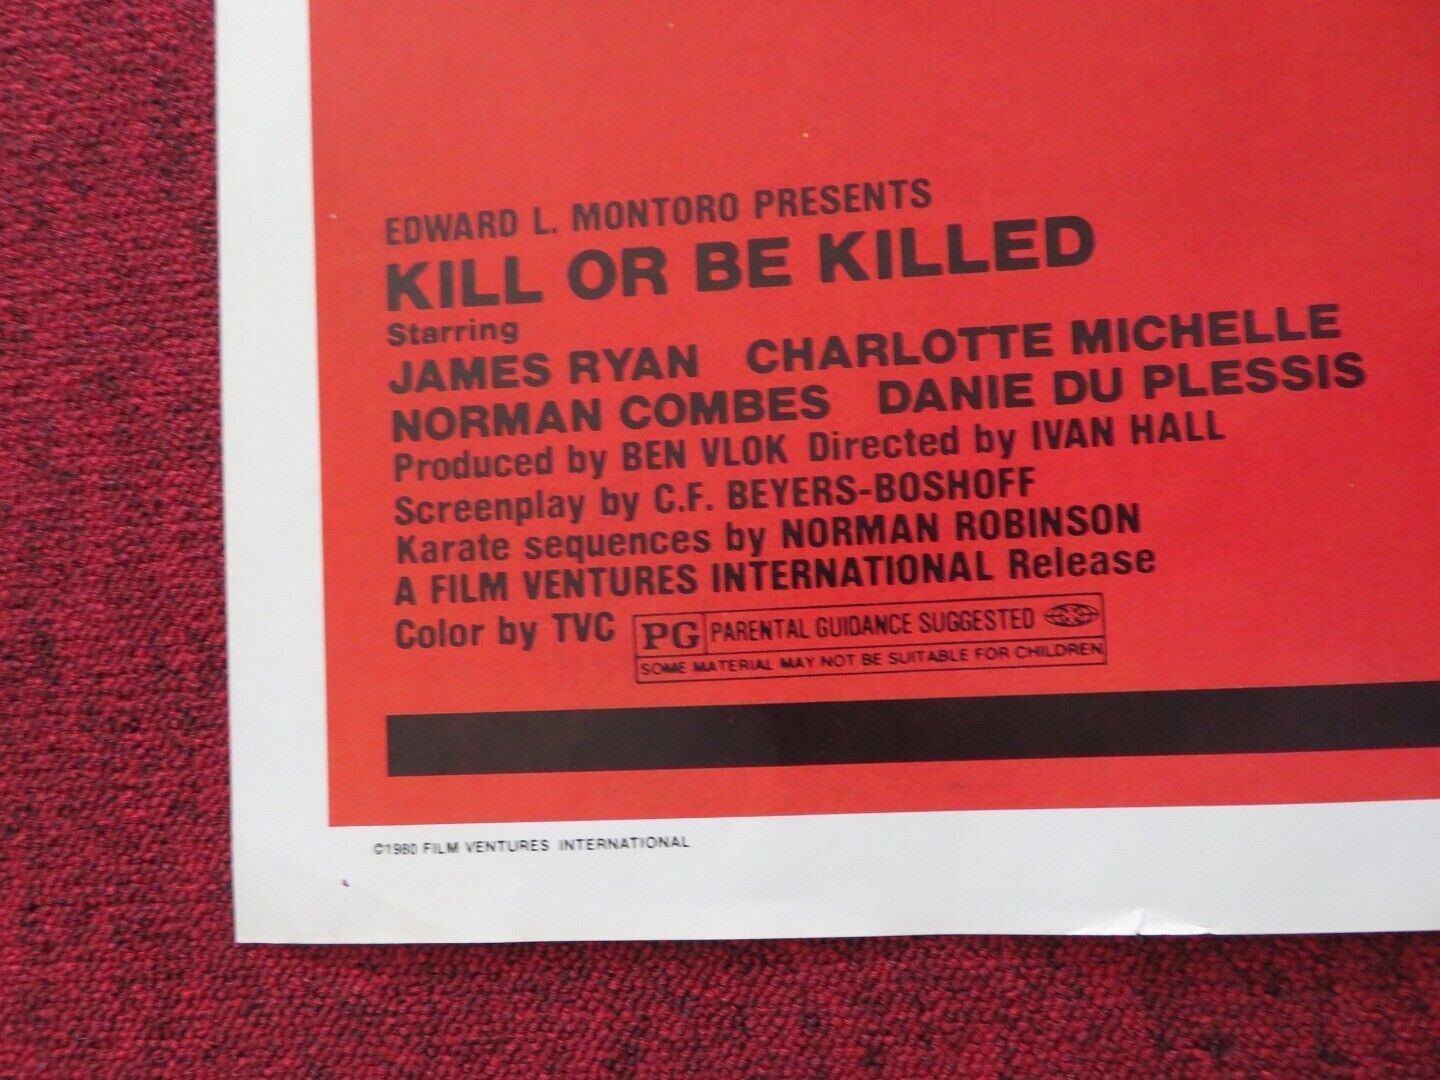 EDWARD L. MONTORO PRESENTS
KILL OR BE KILLED
Starring
JAMES RYAN CHARLOTTE MICHELLE
NORMAN COMBES DANIE DU PLESSIS
Produced by BEN VLOK Directed by IVAN HALL
Screenplay by C.F. BEYERS-BOSHOFF
Karate sequences by NORMAN ROBINSON
A FILM VENTURES INTERNATIONAL Release
Color by TVC
PG PARENTAL GUIDANCE SUGGESTED
SOME MATERIAL MAY NOT BE SUITABLE FOR CHILDREN
©1980 FILM VENTURES INTERNATIONAL